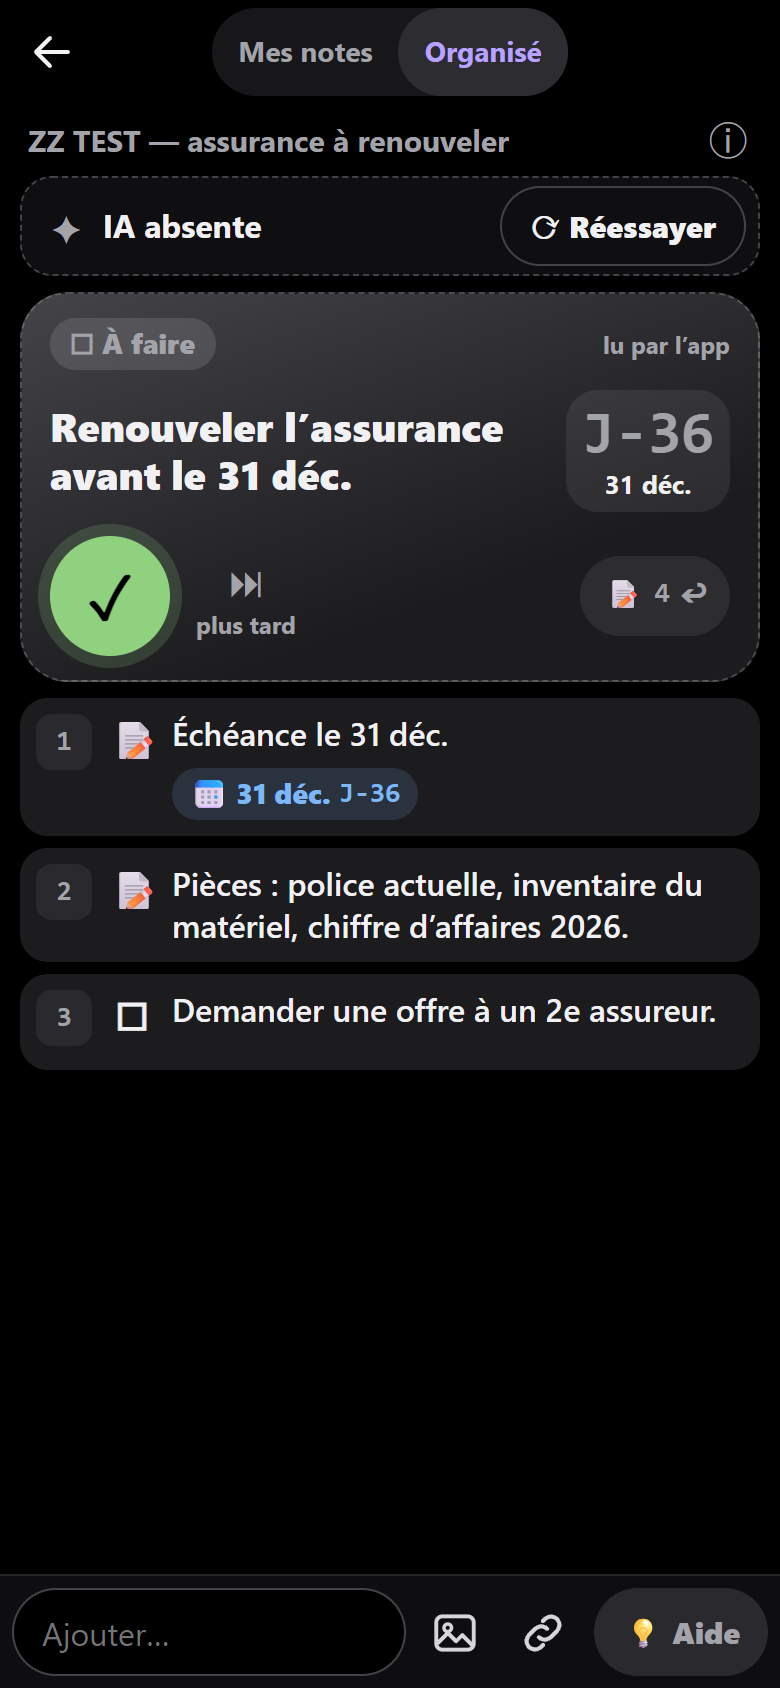 Mes notes
Organisé
ZZ TEST — assurance à renouveler
IA absente
Réessayer
À faire
lu par l’app
Renouveler l’assurance
avant le 31 déc.
J-36
31 déc.
plus tard
4
Échéance le 31 déc.
31 déc. J-36
1
2
Pièces : police actuelle, inventaire du
matériel, chiffre d’affaires 2026.
3
Demander une offre à un 2e assureur.
Ajouter...
Aide